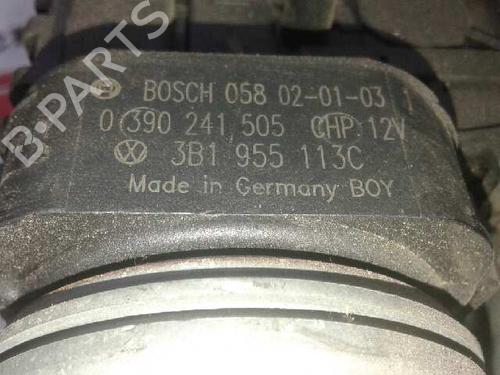 BOSCH 058 02-01-03 1
0 390 241 505 CHP 12V
3B1 955 113C
Made in Germany BOY
B-PARTS